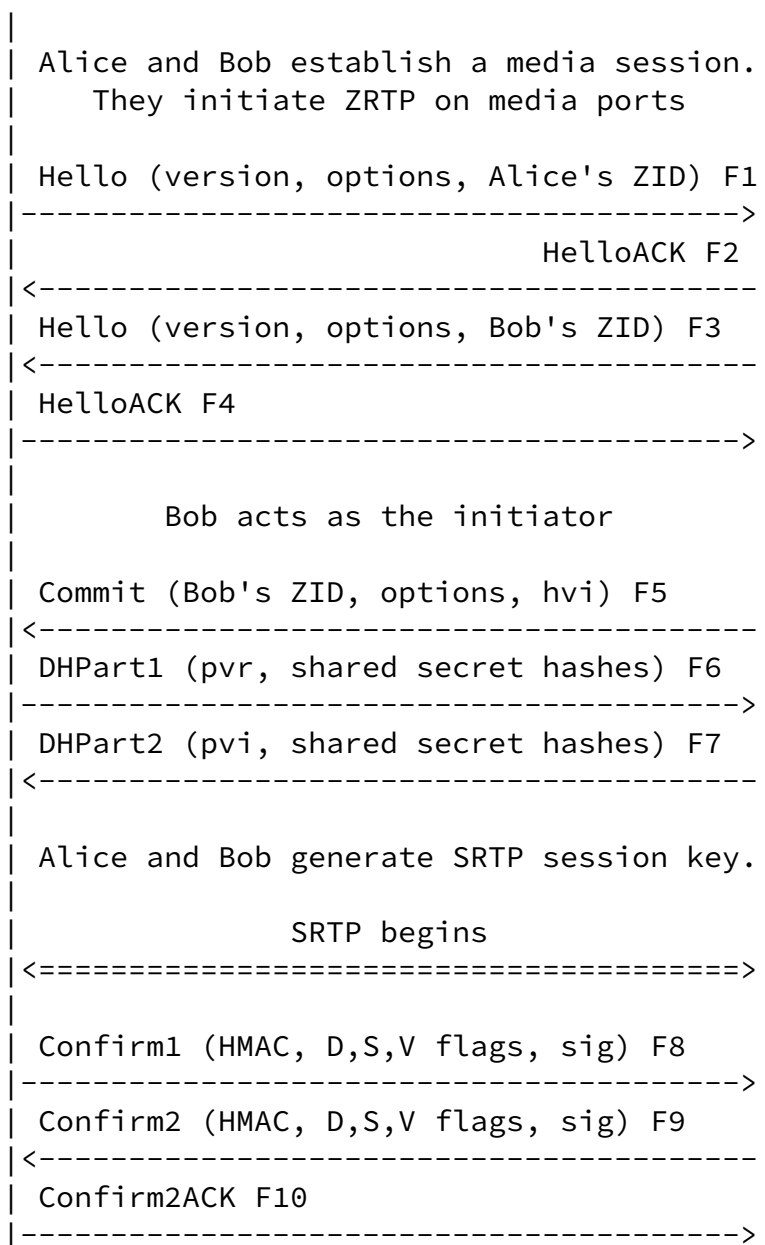 |
| Alice and Bob establish a media session.
|    They initiate ZRTP on media ports
|
| Hello (version, options, Alice's ZID) F1
|---------------------------------------->
|                             HelloACK F2
|<----------------------------------------
| Hello (version, options, Bob's ZID) F3
|<----------------------------------------
| HelloACK F4
|---------------------------------------->
|
|        Bob acts as the initiator
|
| Commit (Bob's ZID, options, hvi) F5
|<----------------------------------------
| DHPart1 (pvr, shared secret hashes) F6
|---------------------------------------->
| DHPart2 (pvi, shared secret hashes) F7
|<----------------------------------------
|
| Alice and Bob generate SRTP session key.
|
|               SRTP begins
|<=======================================>
|
| Confirm1 (HMAC, D,S,V flags, sig) F8
|---------------------------------------->
| Confirm2 (HMAC, D,S,V flags, sig) F9
|<----------------------------------------
| Confirm2ACK F10
|---------------------------------------->